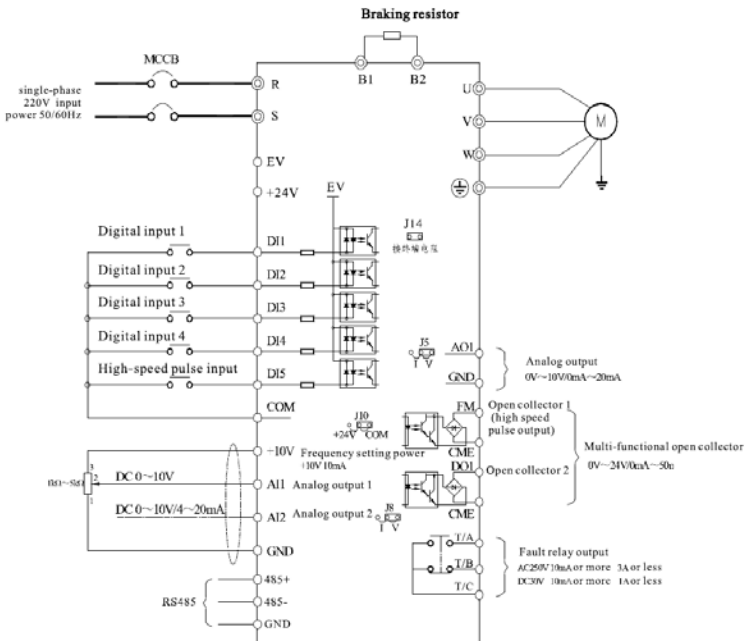 Braking resistor
B1
B2
MCCB
single-phase
220V input
power 50/60Hz
R
S
U
V
W
M
EV
+24V
EV
Digital input 1
DI1
Digital input 2
DI2
Digital input 3
DI3
Digital input 4
DI4
High-speed pulse input
DI5
COM
J14
J5
I V
AO1
GND
Analog output
0V~10V/0mA~20mA
J10
+24V COM
FM
CME
Open collector 1
(high speed
pulse output)
DO1
CME
Open collector 2
Multi-functional open collector
0V~24V/0mA~50
+10V
Frequency setting power
+10V 10mA
3
2
1
DC 0~10V
AI1
Analog output 1
DC 0~10V/4~20mA
AI2
Analog output 2
J8
I V
GND
T/A
T/B
T/C
Fault relay output
AC250V 10mA or more 3A or less
DC30V 10mA or more 1A or less
RS485
485+
485-
GND